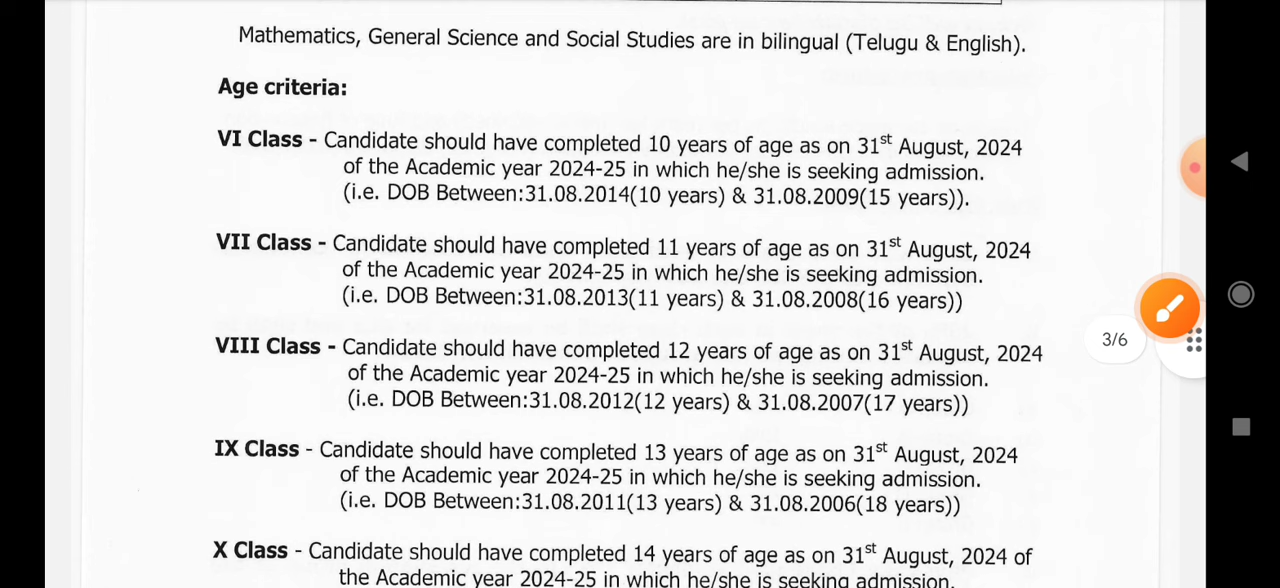 Mathematics, General Science and Social Studies are in bilingual (Telugu & English).
Age criteria:
VI Class - Candidate should have completed 10 years of age as on 31st August, 2024
of the Academic year 2024-25 in which he/she is seeking admission.
(i.e. DOB Between:31.08.2014(10 years) & 31.08.2009(15 years)).
VII Class - Candidate should have completed 11 years of age as on 31st August, 2024
of the Academic year 2024-25 in which he/she is seeking admission.
(i.e. DOB Between:31.08.2013(11 years) & 31.08.2008(16 years))
VIII Class - Candidate should have completed 12 years of age as on 31st August, 2024
of the Academic year 2024-25 in which he/she is seeking admission.
(i.e. DOB Between:31.08.2012(12 years) & 31.08.2007(17 years))
IX Class - Candidate should have completed 13 years of age as on 31st August, 2024
of the Academic year 2024-25 in which he/she is seeking admission.
(i.e. DOB Between:31.08.2011(13 years) & 31.08.2006(18 years))
X Class - Candidate should have completed 14 years of age as on 31st August, 2024 of
the Academic year 2024-25 in which he/she is seeking admission.
3/6